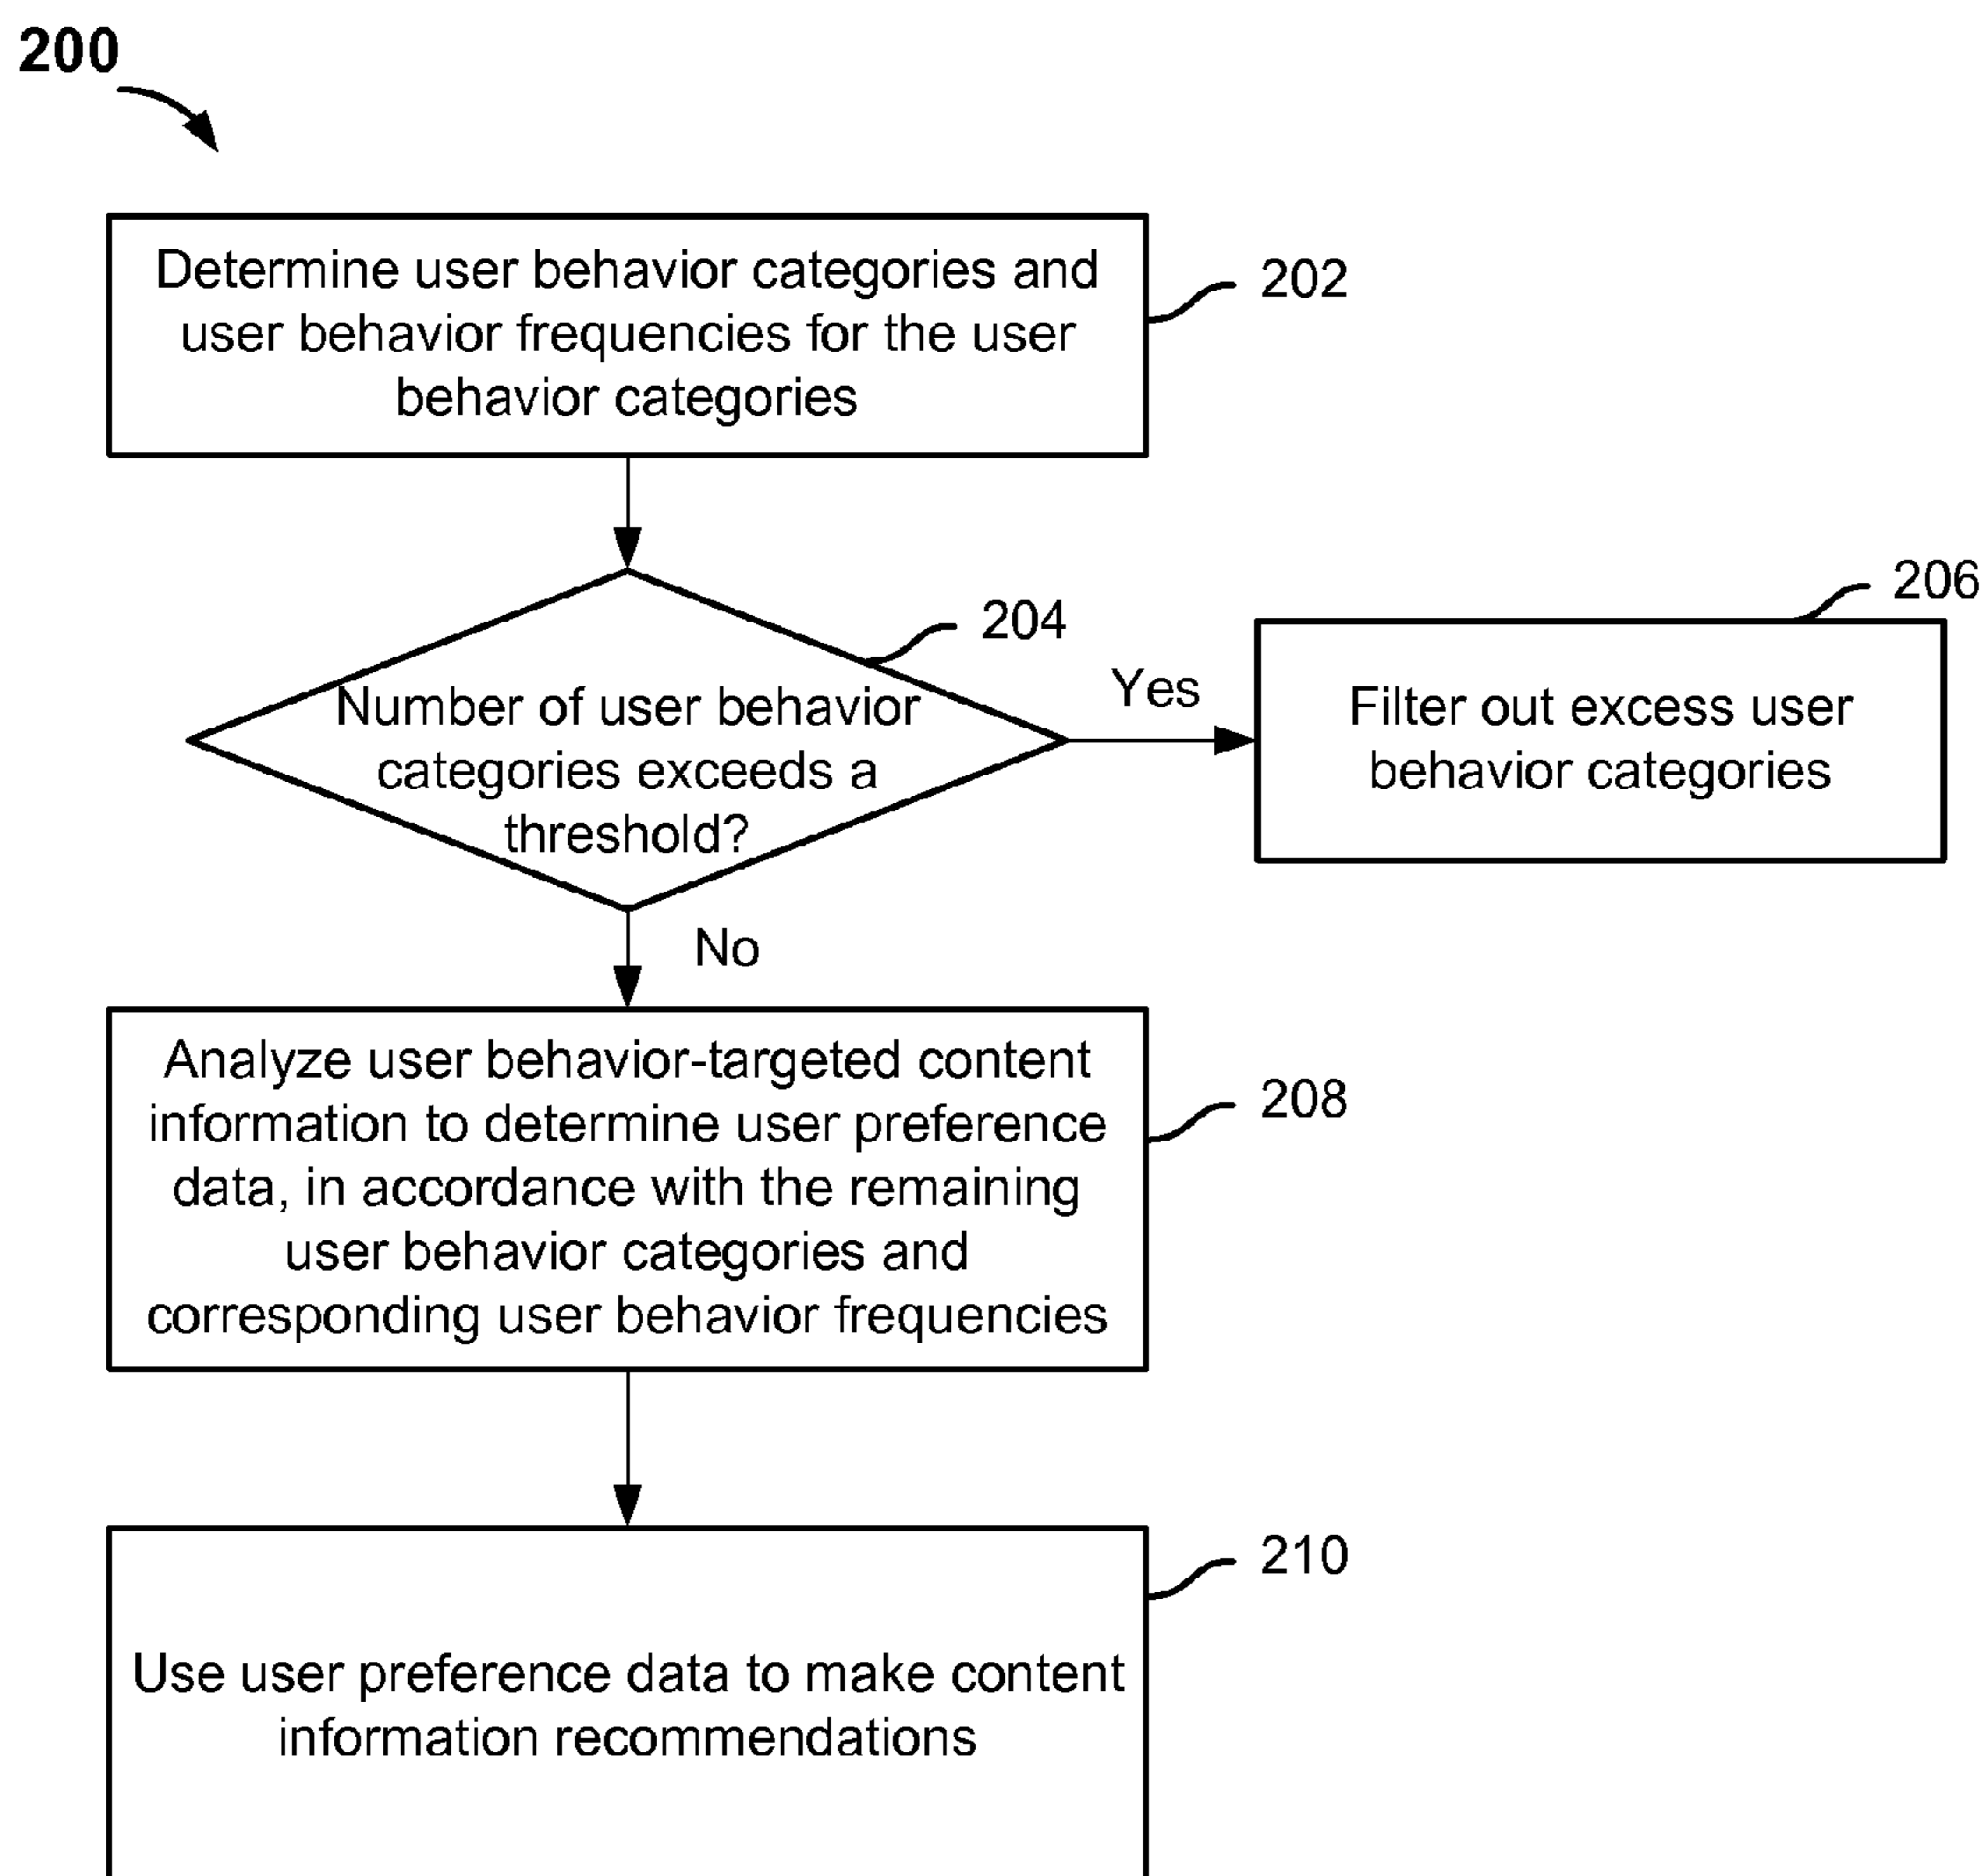 200
Determine user behavior categories and
user behavior frequencies for the user
behavior categories
202
204
Number of user behavior
categories exceeds a
threshold?
Yes
206
Filter out excess user
behavior categories
No
Analyze user behavior-targeted content
information to determine user preference
data, in accordance with the remaining
user behavior categories and
corresponding user behavior frequencies
208
210
Use user preference data to make content
information recommendations